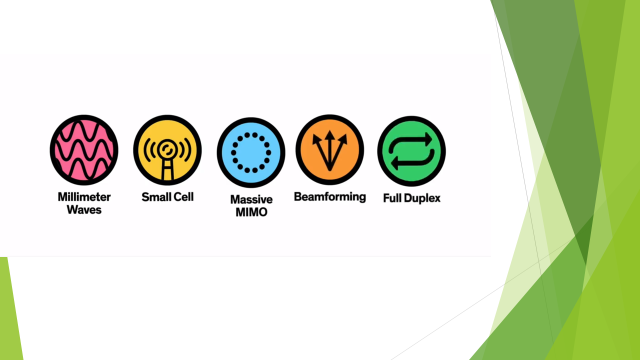 Millimeter
Waves
Small Cell
Massive
MIMO
Beamforming
Full Duplex